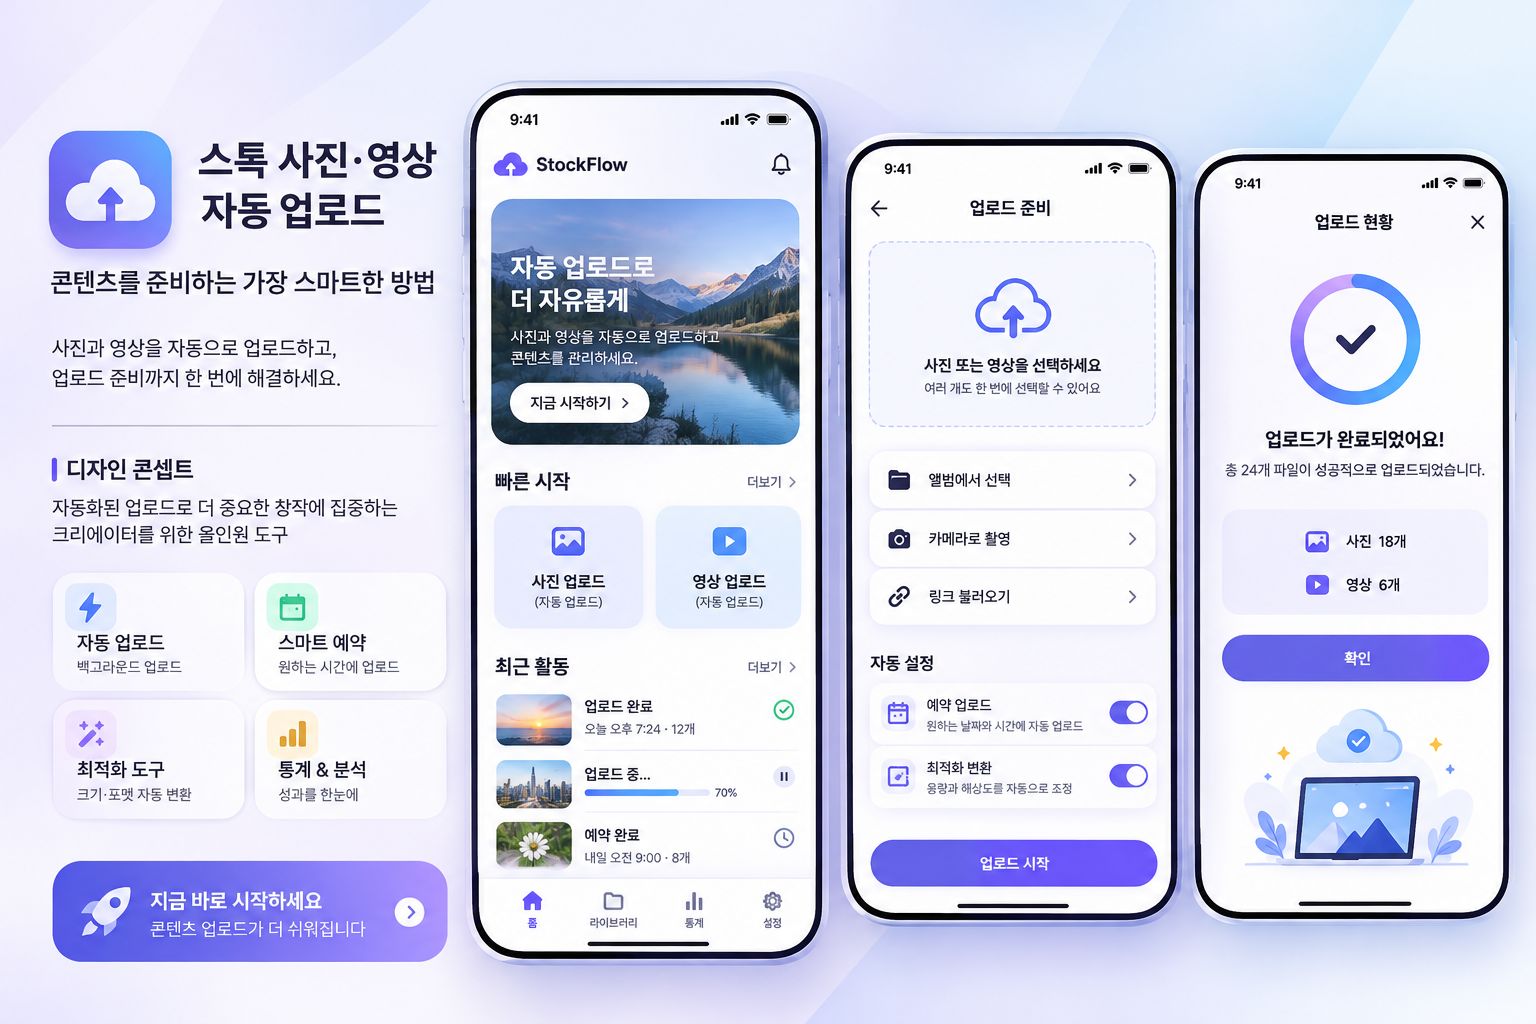 스톡 사진·영상
자동 업로드
콘텐츠를 준비하는 가장 스마트한 방법
사진과 영상을 자동으로 업로드하고,
업로드 준비까지 한 번에 해결하세요.
디자인 콘셉트
자동화된 업로드로 더 중요한 창작에 집중하는
크리에이터를 위한 올인원 도구
자동 업로드
백그라운드 업로드
스마트 예약
원하는 시간에 업로드
최적화 도구
크기·포맷 자동 변환
통계 & 분석
성과를 한눈에
지금 바로 시작하세요
콘텐츠 업로드가 더 쉬워집니다
9:41
StockFlow
자동 업로드로
더 자유롭게
사진과 영상을 자동으로 업로드하고
콘텐츠를 관리하세요.
지금 시작하기
빠른 시작
더보기
사진 업로드
(자동 업로드)
영상 업로드
(자동 업로드)
최근 활동
더보기
업로드 완료
오늘 오후 7:24 · 12개
업로드 중...
70%
예약 완료
내일 오전 9:00 · 8개
홈
라이브러리
통계
설정
9:41
업로드 준비
사진 또는 영상을 선택하세요
여러 개도 한 번에 선택할 수 있어요
앨범에서 선택
카메라로 촬영
링크 불러오기
자동 설정
예약 업로드
원하는 날짜와 시간에 자동 업로드
최적화 변환
용량과 해상도를 자동으로 조정
업로드 시작
9:41
업로드 현황
업로드가 완료되었어요!
총 24개 파일이 성공적으로 업로드되었습니다.
사진 18개
영상 6개
확인